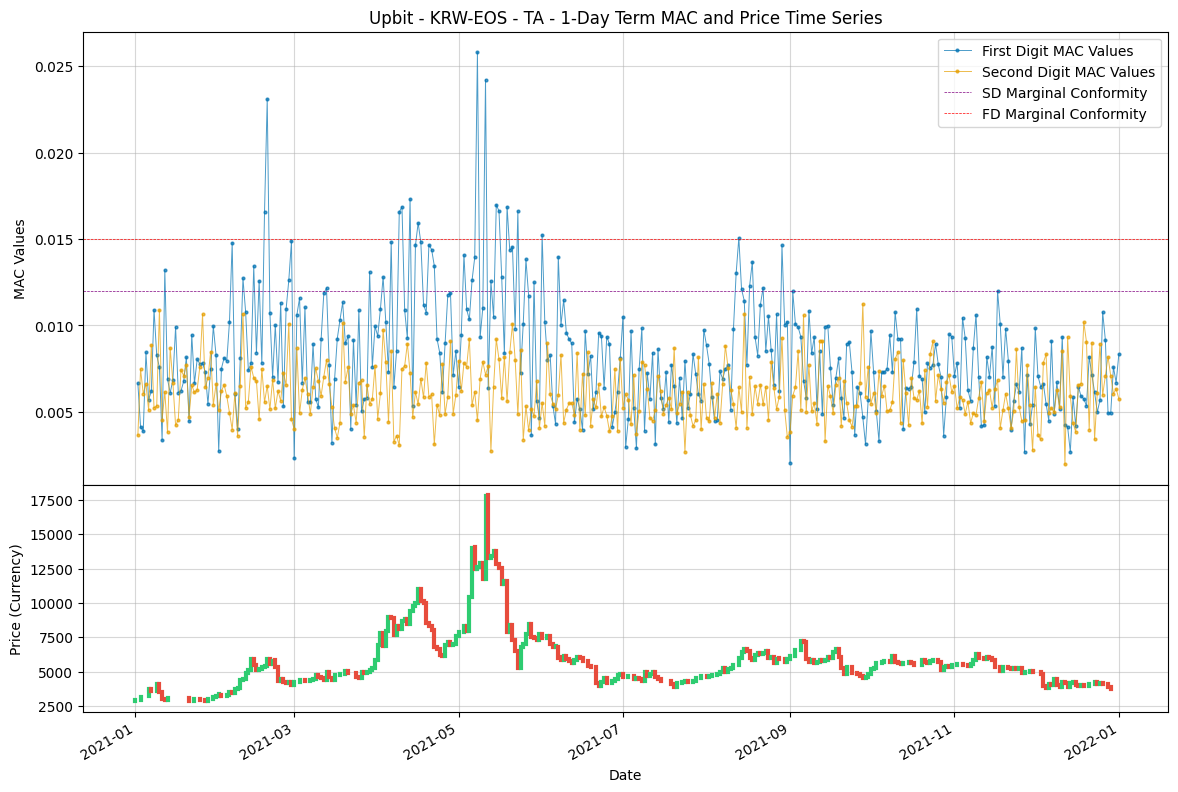 Upbit - KRW-EOS - TA - 1-Day Term MAC and Price Time Series
First Digit MAC Values
Second Digit MAC Values
SD Marginal Conformity
FD Marginal Conformity
MAC Values
0.025
0.020
0.015
0.010
0.005
Price (Currency)
17500
15000
12500
10000
7500
5000
2500
2021-01
2021-03
2021-05
2021-07
2021-09
2021-11
2022-01
Date